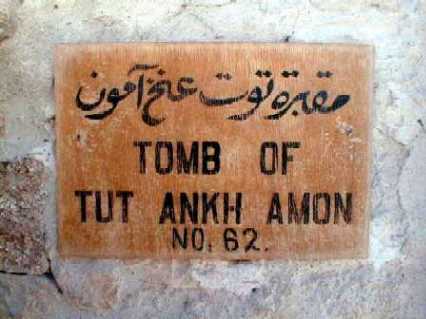 مقبرة توت عنخ آمون
TOMB OF
TUT ANKH AMON
NO. 62.